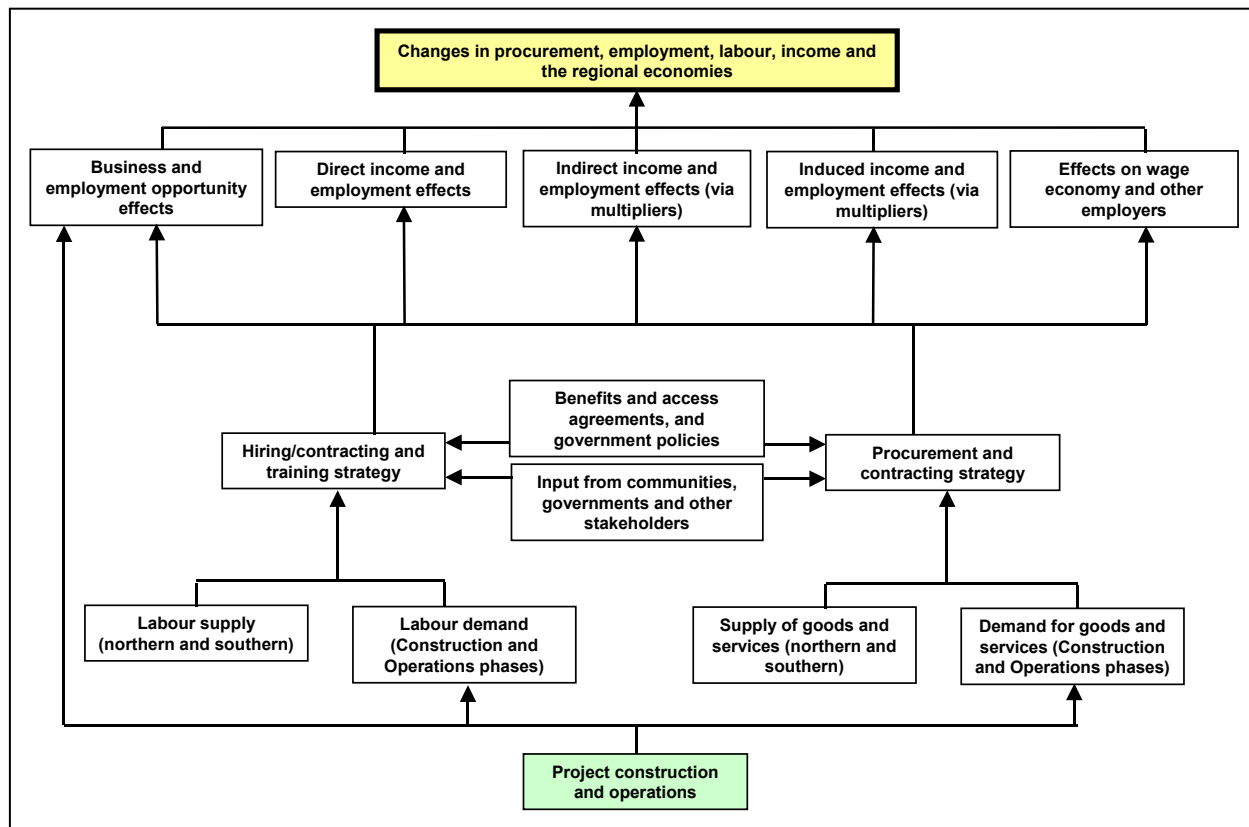 Changes in procurement, employment, labour, income and
the regional economies
Business and
employment opportunity
effects
Direct income and
employment effects
Indirect income and
employment effects (via
multipliers)
Induced income and
employment effects (via
multipliers)
Effects on wage
economy and other
employers
Benefits and access
agreements, and
government policies
Hiring/contracting and
training strategy
Procurement and
contracting strategy
Input from communities,
governments and other
stakeholders
Labour supply
(northern and southern)
Labour demand
(Construction and
Operations phases)
Supply of goods and
services (northern and
southern)
Demand for goods and
services (Construction
and Operations phases)
Project construction
and operations